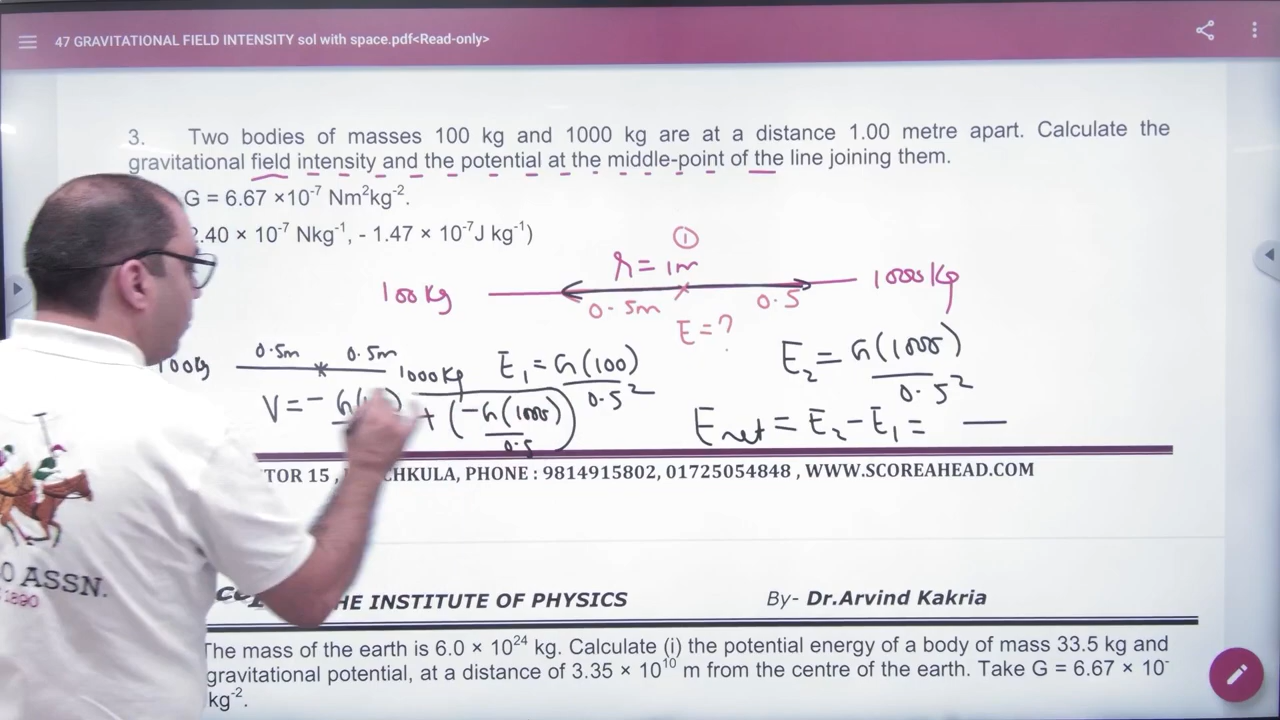 47 GRAVITATIONAL FIELD INTENSITY sol with space.pdf<Read-only>
3. Two bodies of masses 100 kg and 1000 kg are at a distance 1.00 metre apart. Calculate the
gravitational field intensity and the potential at the middle-point of the line joining them.
G = 6.67 ×10⁻⁷ Nm²kg⁻².
.40 × 10⁻⁷ Nkg⁻¹, - 1.47 × 10⁻⁷J kg⁻¹)
①
r = 1m
100 Kg
1000 Kg
0.5m
0.5
E = ?
100Kg 0.5m 0.5m 1000Kg
E₁ = G(100) / 0.5²
E₂ = G(1000) / 0.5²
V = - G( + (-G(1000) / 0.5)
Enet = E₂ - E₁ = —
TOR 15 , CHKULA, PHONE : 9814915802, 01725054848 , WWW.SCOREAHEAD.COM
HE INSTITUTE OF PHYSICS By- Dr.Arvind Kakria
The mass of the earth is 6.0 × 10²⁴ kg. Calculate (i) the potential energy of a body of mass 33.5 kg and
gravitational potential, at a distance of 3.35 × 10¹⁰ m from the centre of the earth. Take G = 6.67 × 10⁻
kg⁻².
O ASSN.
1890